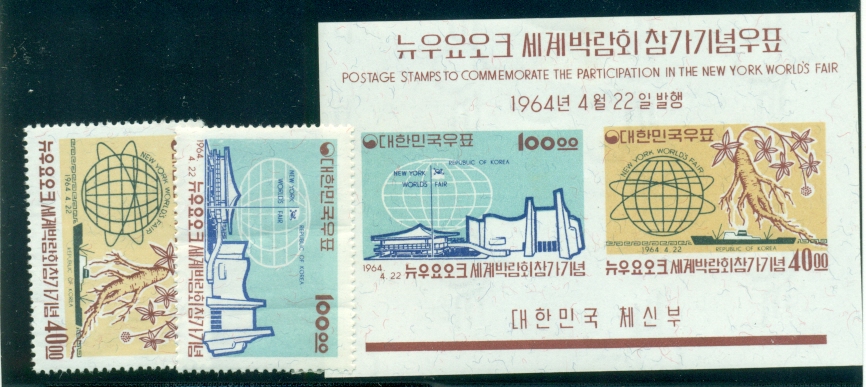 뉴우요오크 세계박람회 참가기념우표
POSTAGE STAMPS TO COMMEMORATE THE PARTICIPATION IN THE NEW YORK WORLD'S FAIR
1964년 4월 22일 발행
대한민국우표 100.00
REPUBLIC OF KOREA
NEW YORK
WORLD'S FAIR
1964.
4.22
뉴우요오크 세계박람회 참가기념
대한민국우표
NEW YORK WORLD'S FAIR
1964 4.22
REPUBLIC OF KOREA
뉴우요오크 세계박람회참가기념 40.00
대한민국 체신부
NEW YORK WORLD'S FAIR
1964 4.22
REPUBLIC OF KOREA
뉴우요오크 세계박람회참가기념 40.00
대한민국우표 100.00
REPUBLIC OF KOREA
NEW YORK
WORLD'S FAIR
1964.
4.22
뉴우요오크 세계박람회참가기념